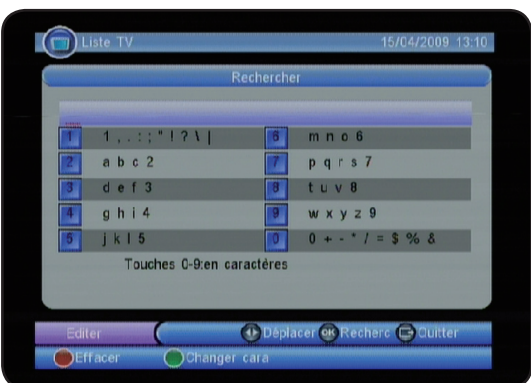 Liste TV 15/04/2009 13:10
Rechercher
1 1 , . : ; " ! ? \ | 6 m n o 6
2 a b c 2 7 p q r s 7
3 d e f 3 8 t u v 8
4 g h i 4 9 w x y z 9
5 j k l 5 0 0 + - * / = $ % &
Touches 0-9:en caractères
Editer Déplacer OK Recherc Quitter
Effacer Changer cara